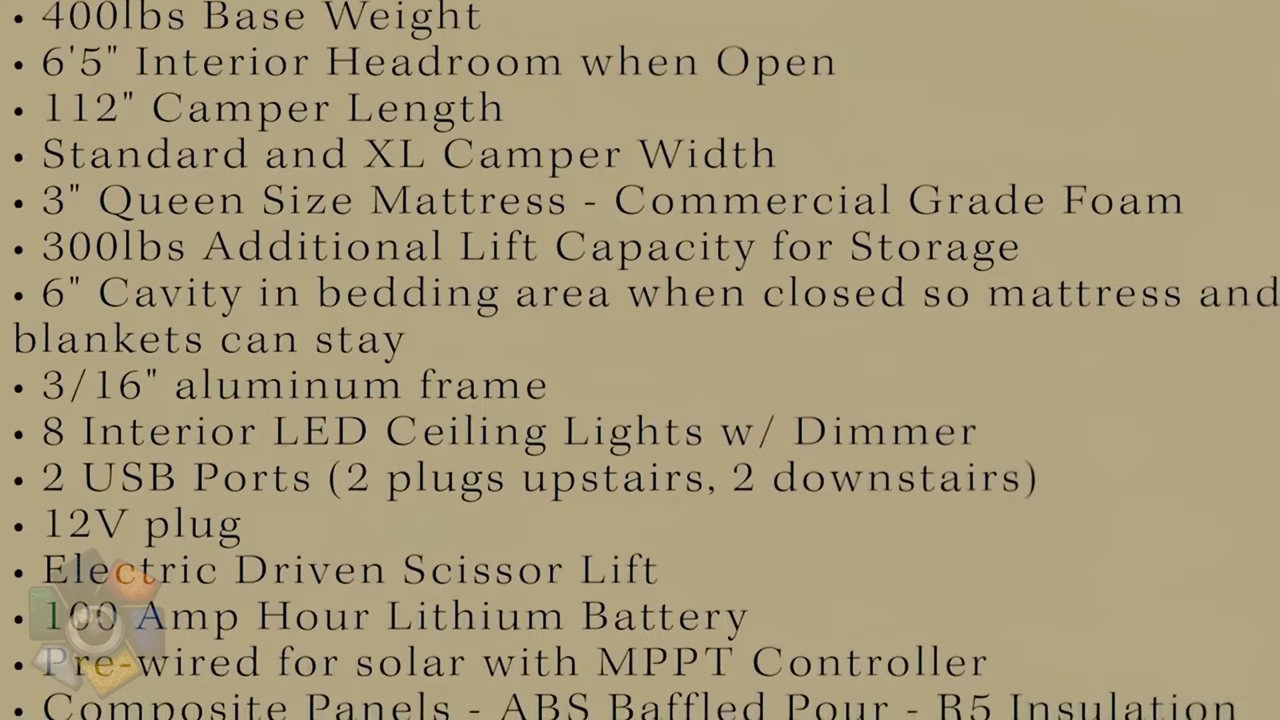 • 400lbs Base Weight
• 6'5" Interior Headroom when Open
• 112" Camper Length
• Standard and XL Camper Width
• 3" Queen Size Mattress - Commercial Grade Foam
• 300lbs Additional Lift Capacity for Storage
• 6" Cavity in bedding area when closed so mattress and
blankets can stay
• 3/16" aluminum frame
• 8 Interior LED Ceiling Lights w/ Dimmer
• 2 USB Ports (2 plugs upstairs, 2 downstairs)
• 12V plug
• Electric Driven Scissor Lift
• 100 Amp Hour Lithium Battery
• Pre-wired for solar with MPPT Controller
• Composite Panels - ABS Baffled Pour - R5 Insulation